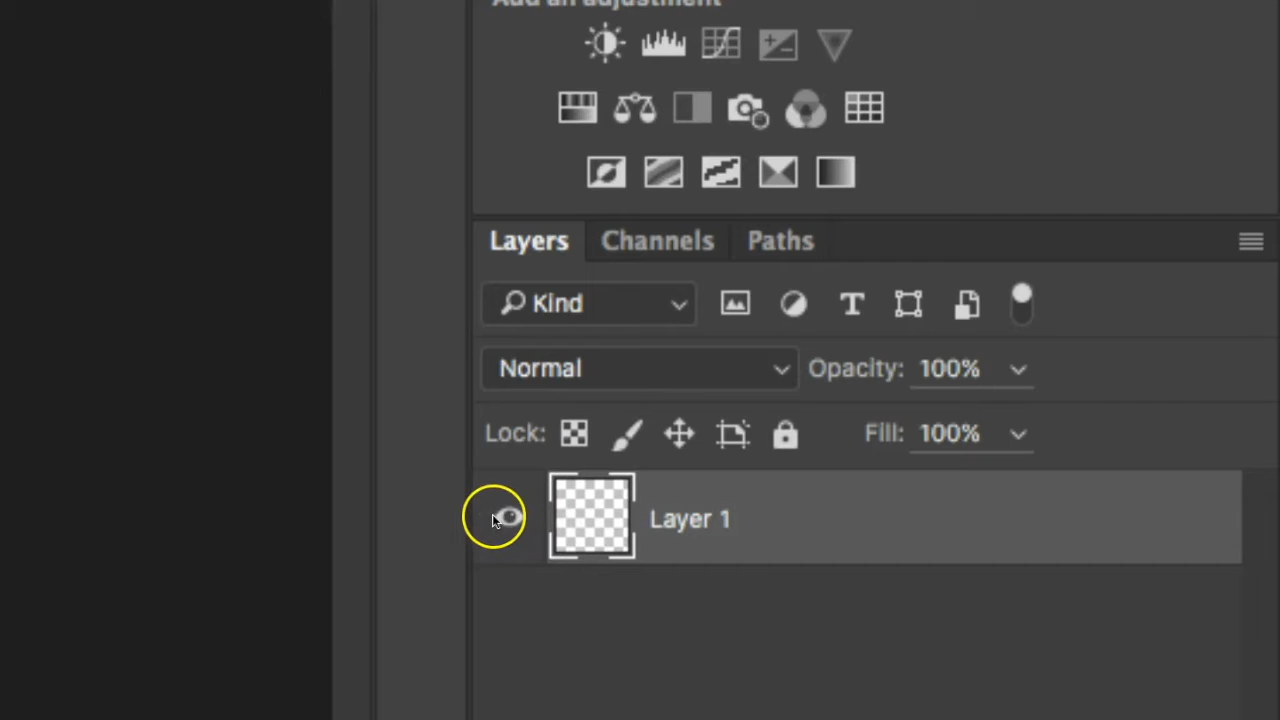 Add an adjustment
Layers Channels Paths
Kind
Normal Opacity: 100%
Lock: Fill: 100%
Layer 1